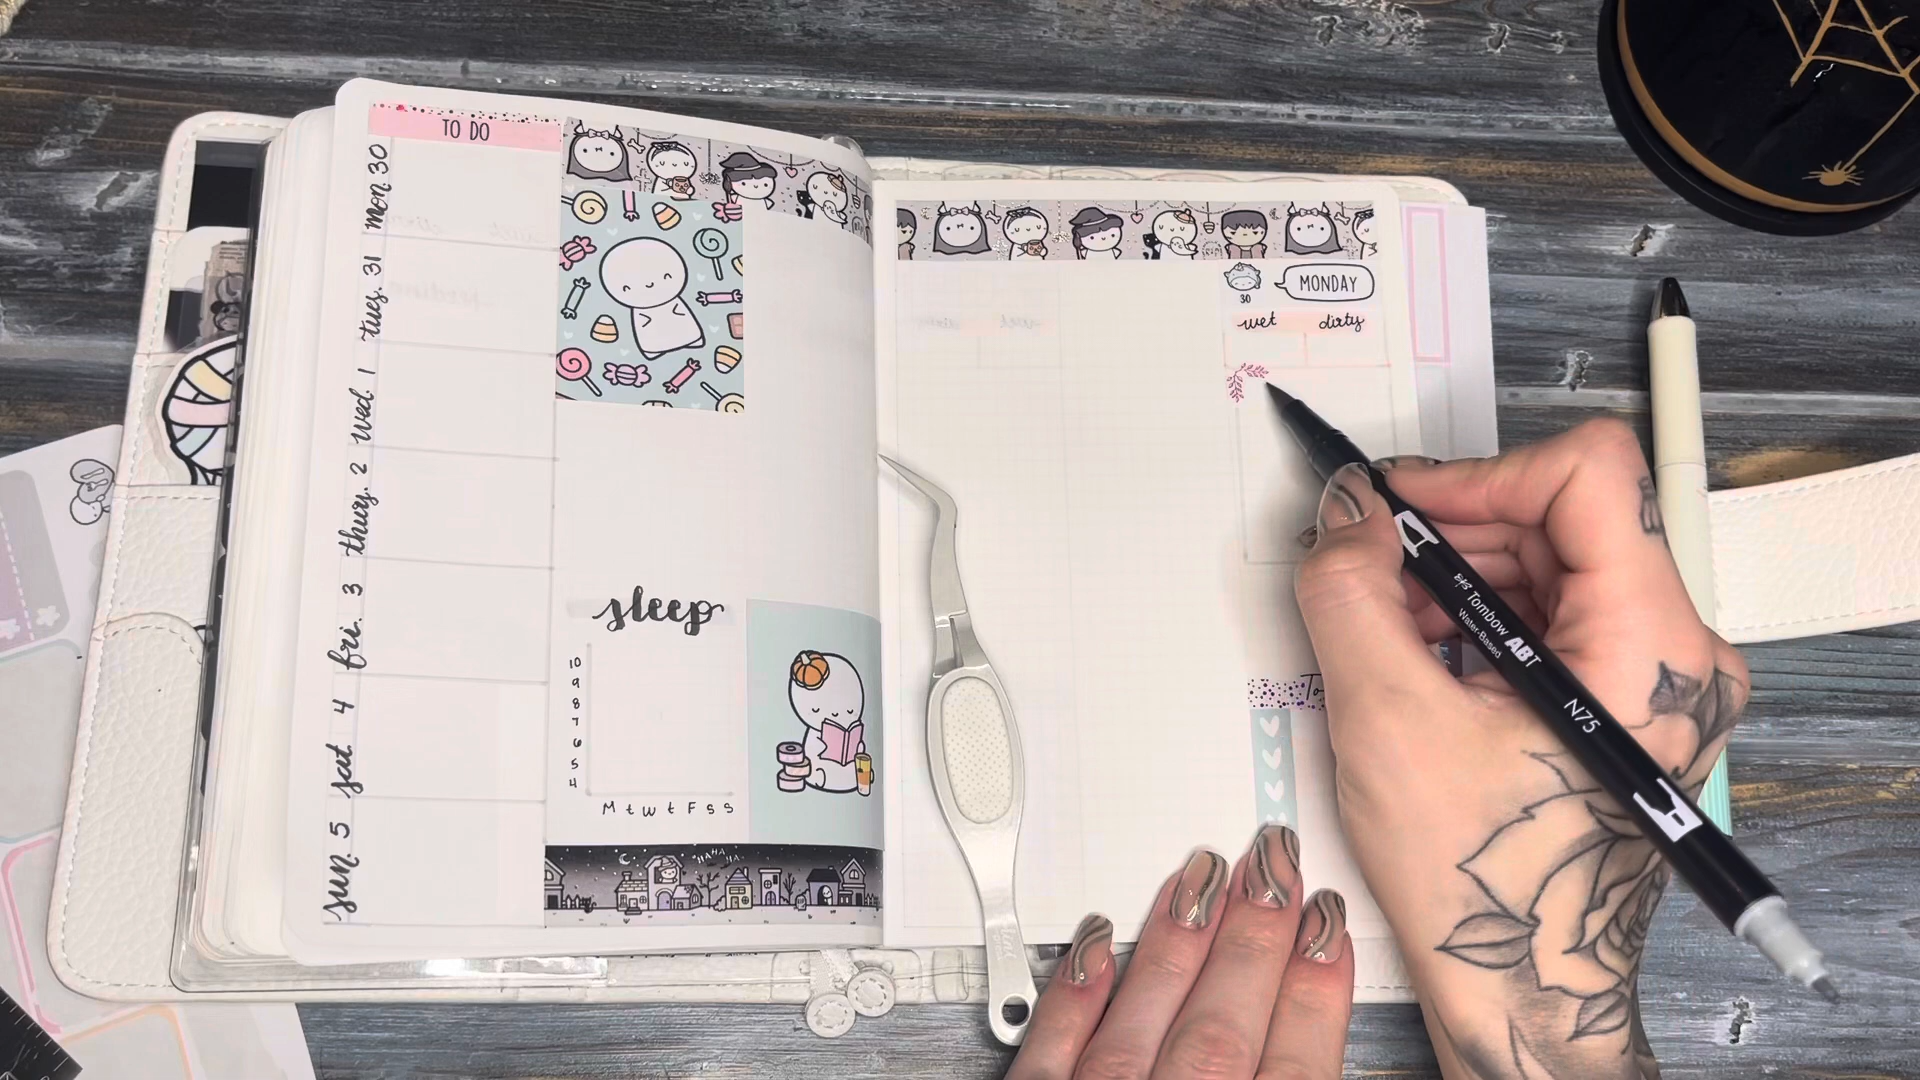 TO DO
mon 30
tues. 31
wed 1
thurs. 2
fri. 3
sat 4
sun. 5
sleep
10
9
8
7
6
5
4
M t W t F S S
HA HA HA
MONDAY
30
wet dirty
To
Tombow ABT
Water-Based
N75